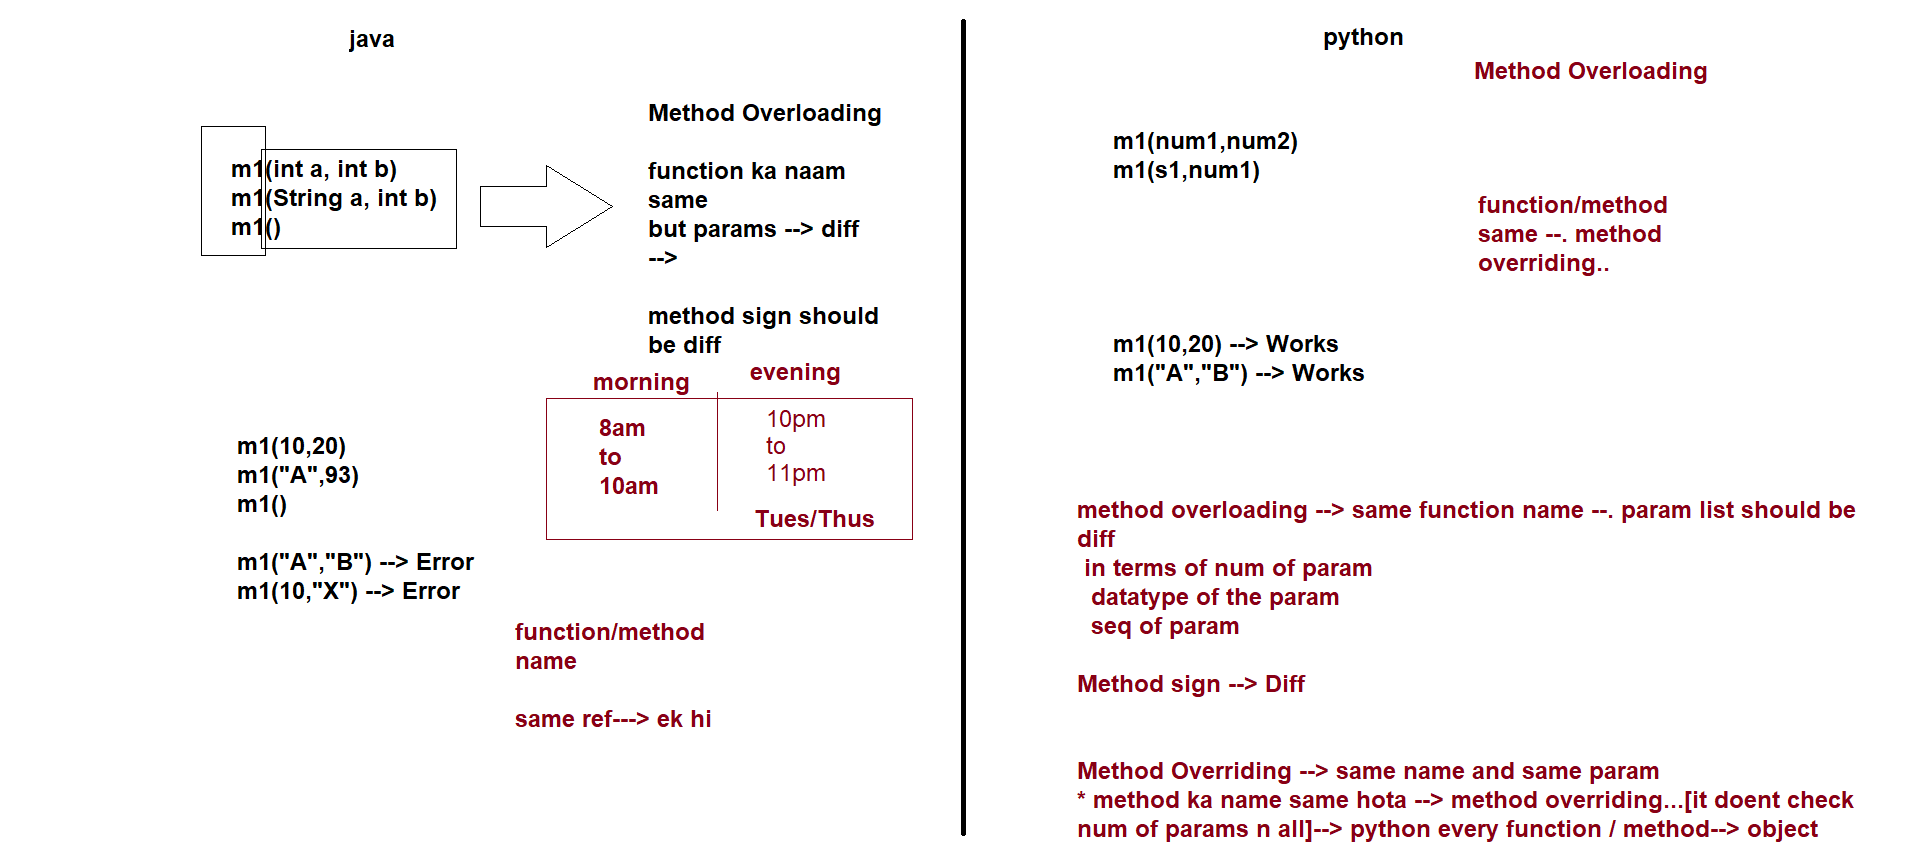 java
Method Overloading
m1(int a, int b)
m1(String a, int b)
m1()
function ka naam
same
but params --> diff
-->
method sign should
be diff
morning
evening
8am
to
10am
10pm
to
11pm
Tues/Thus
m1(10,20)
m1("A",93)
m1()
m1("A","B") --> Error
m1(10,"X") --> Error
function/method
name
same ref---> ek hi
python
Method Overloading
m1(num1,num2)
m1(s1,num1)
function/method
same --. method
overriding..
m1(10,20) --> Works
m1("A","B") --> Works
method overloading --> same function name --. param list should be
diff
in terms of num of param
datatype of the param
seq of param
Method sign --> Diff
Method Overriding --> same name and same param
* method ka name same hota --> method overriding...[it doent check
num of params n all]--> python every function / method--> object